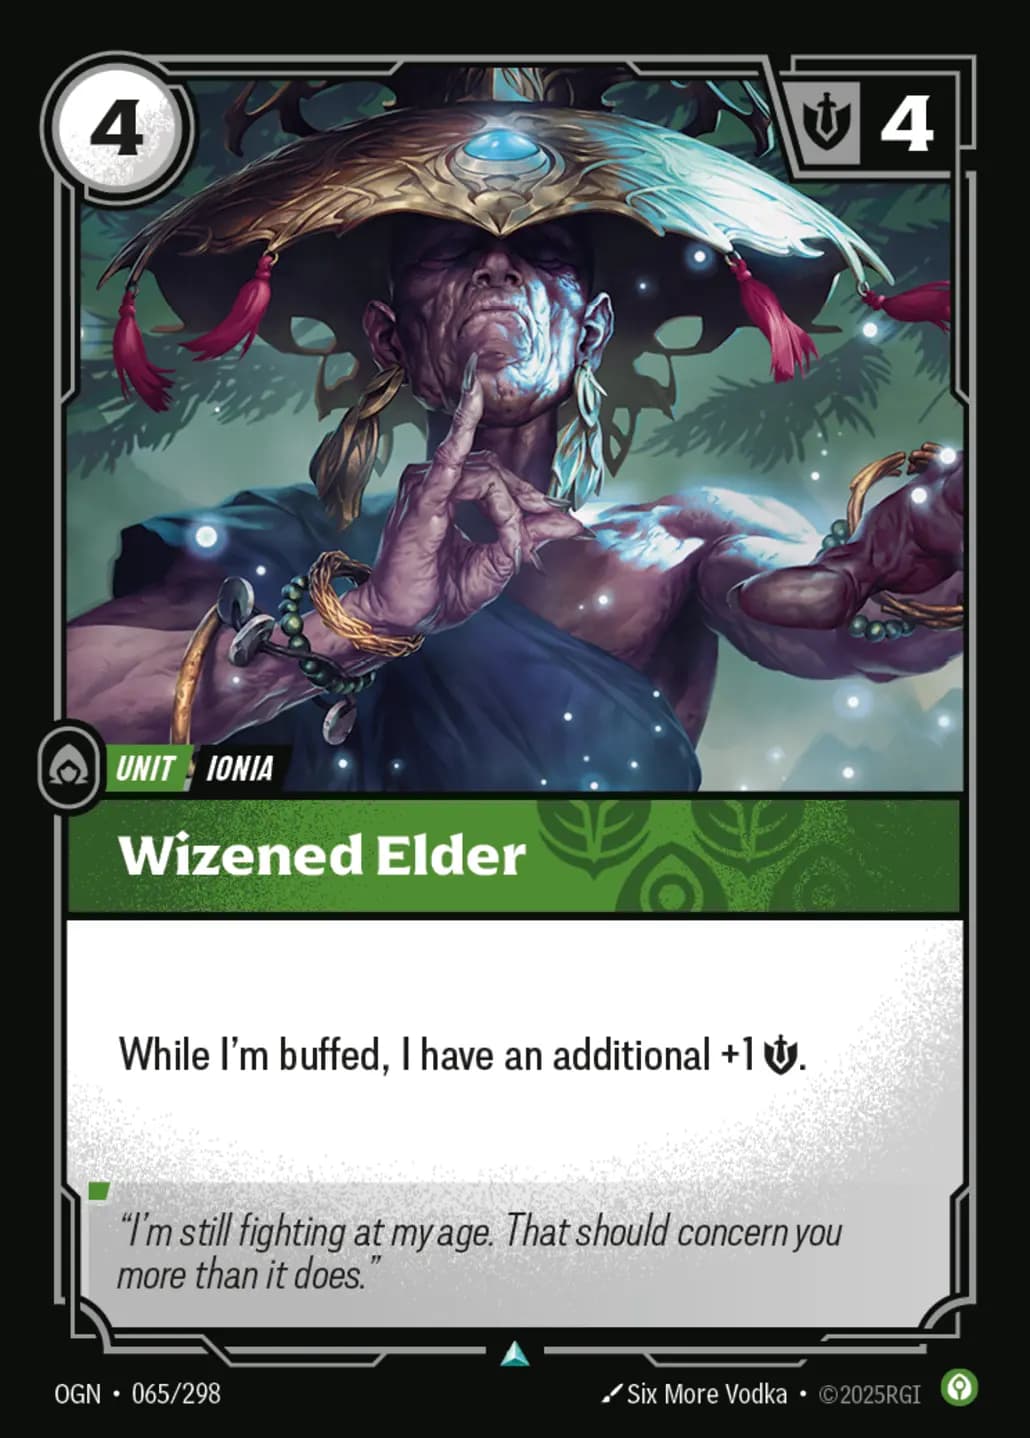 4
4
UNIT IONIA
Wizened Elder
While I'm buffed, I have an additional +1.
“I'm still fighting at my age. That should concern you
more than it does.”
OGN • 065/298
Six More Vodka • ©2025RGI